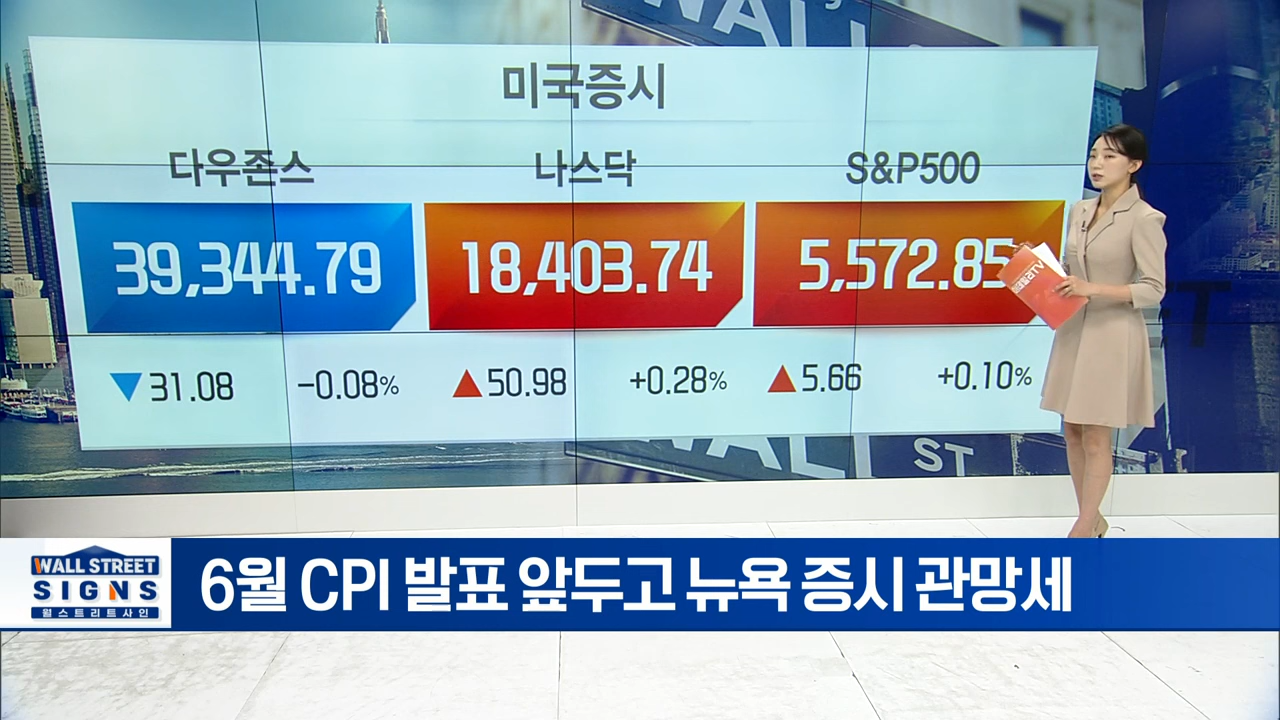 WALL
미국증시
다우존스 나스닥 S&P500
39,344.79 18,403.74 5,572.85
▼31.08 -0.08% ▲50.98 +0.28% ▲5.66 +0.10%
WALL ST
WALL STREET
SIGNS
월스트리트사인
6월 CPI 발표 앞두고 뉴욕 증시 관망세